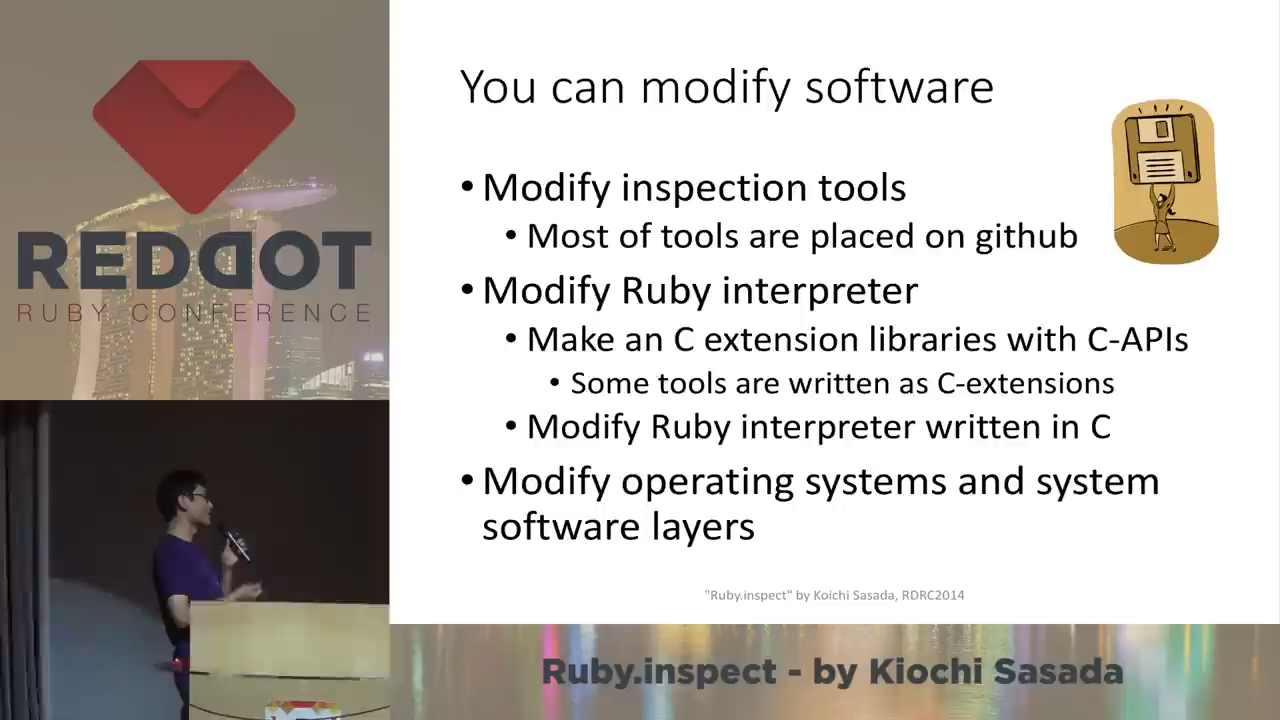 REDDOT
RUBY CONFERENCE
You can modify software
• Modify inspection tools
• Most of tools are placed on github
• Modify Ruby interpreter
• Make an C extension libraries with C-APIs
• Some tools are written as C-extensions
• Modify Ruby interpreter written in C
• Modify operating systems and system
software layers
"Ruby.inspect" by Koichi Sasada, RDRC2014
Ruby.inspect - by Kiochi Sasada